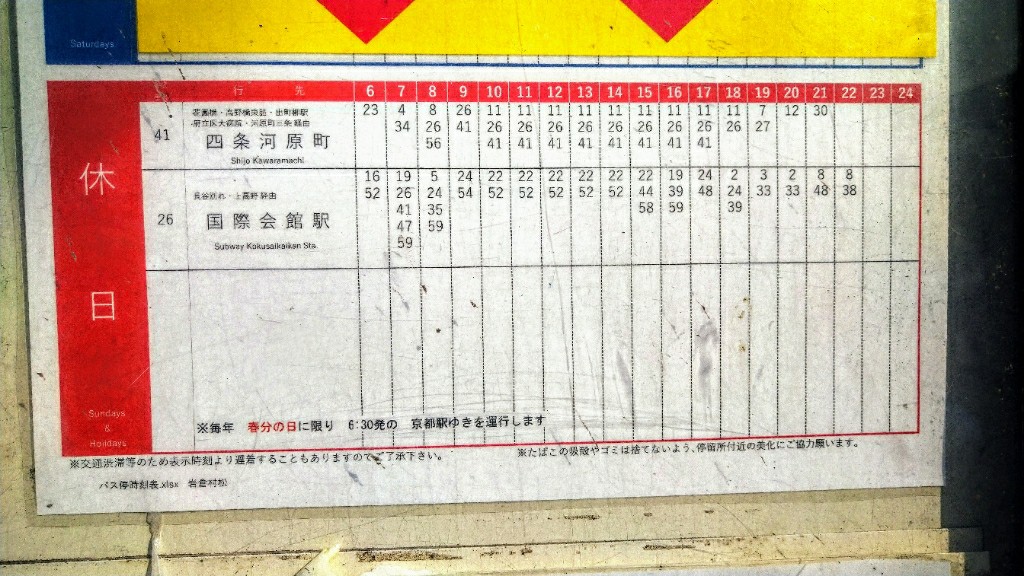 Saturdays
行 先 6 7 8 9 10 11 12 13 14 15 16 17 18 19 20 21 22 23 24
花園橋・高野橋東詰・出町柳駅
府立医大病院・河原町三条 経由
41 四条河原町
Shijo Kawaramachi
23 4 8 26 11 11 11 11 11 11 11 11 11 7 12 30
34 26 41 26 26 26 26 26 26 26 26 26 27
56 41 41 41 41 41 41 41 41
長谷別れ・上高野 経由
26 国際会館駅
Subway Kokusaikaikan Sta.
16 19 5 24 22 22 22 22 22 22 19 22 2 3 2 8 8
52 26 24 54 52 52 52 52 52 44 39 48 24 33 33 48 38
41 35 58 59 39
47 59
59
休日
Sundays
&
Holidays
※毎年 春分の日に限り 6:30発の 京都駅ゆきを運行します
※交通渋滞等のため表示時刻より遅差することもありますのでご了承下さい。
※たばこの吸殻やゴミは捨てないよう、停留所付近の美化にご協力願います。
バス停時刻表.xlsx 岩倉村松